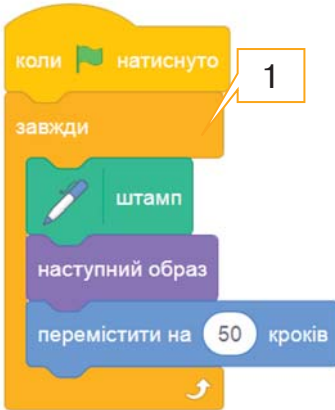 коли натиснуто
1
завжди
штамп
наступний образ
перемістити на 50 кроків